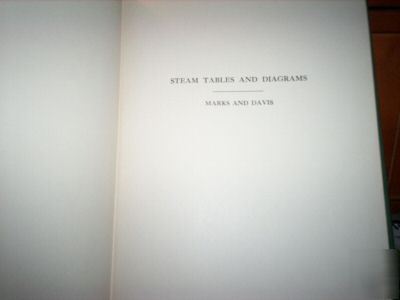 STEAM TABLES AND DIAGRAMS
MARKS AND DAVIS